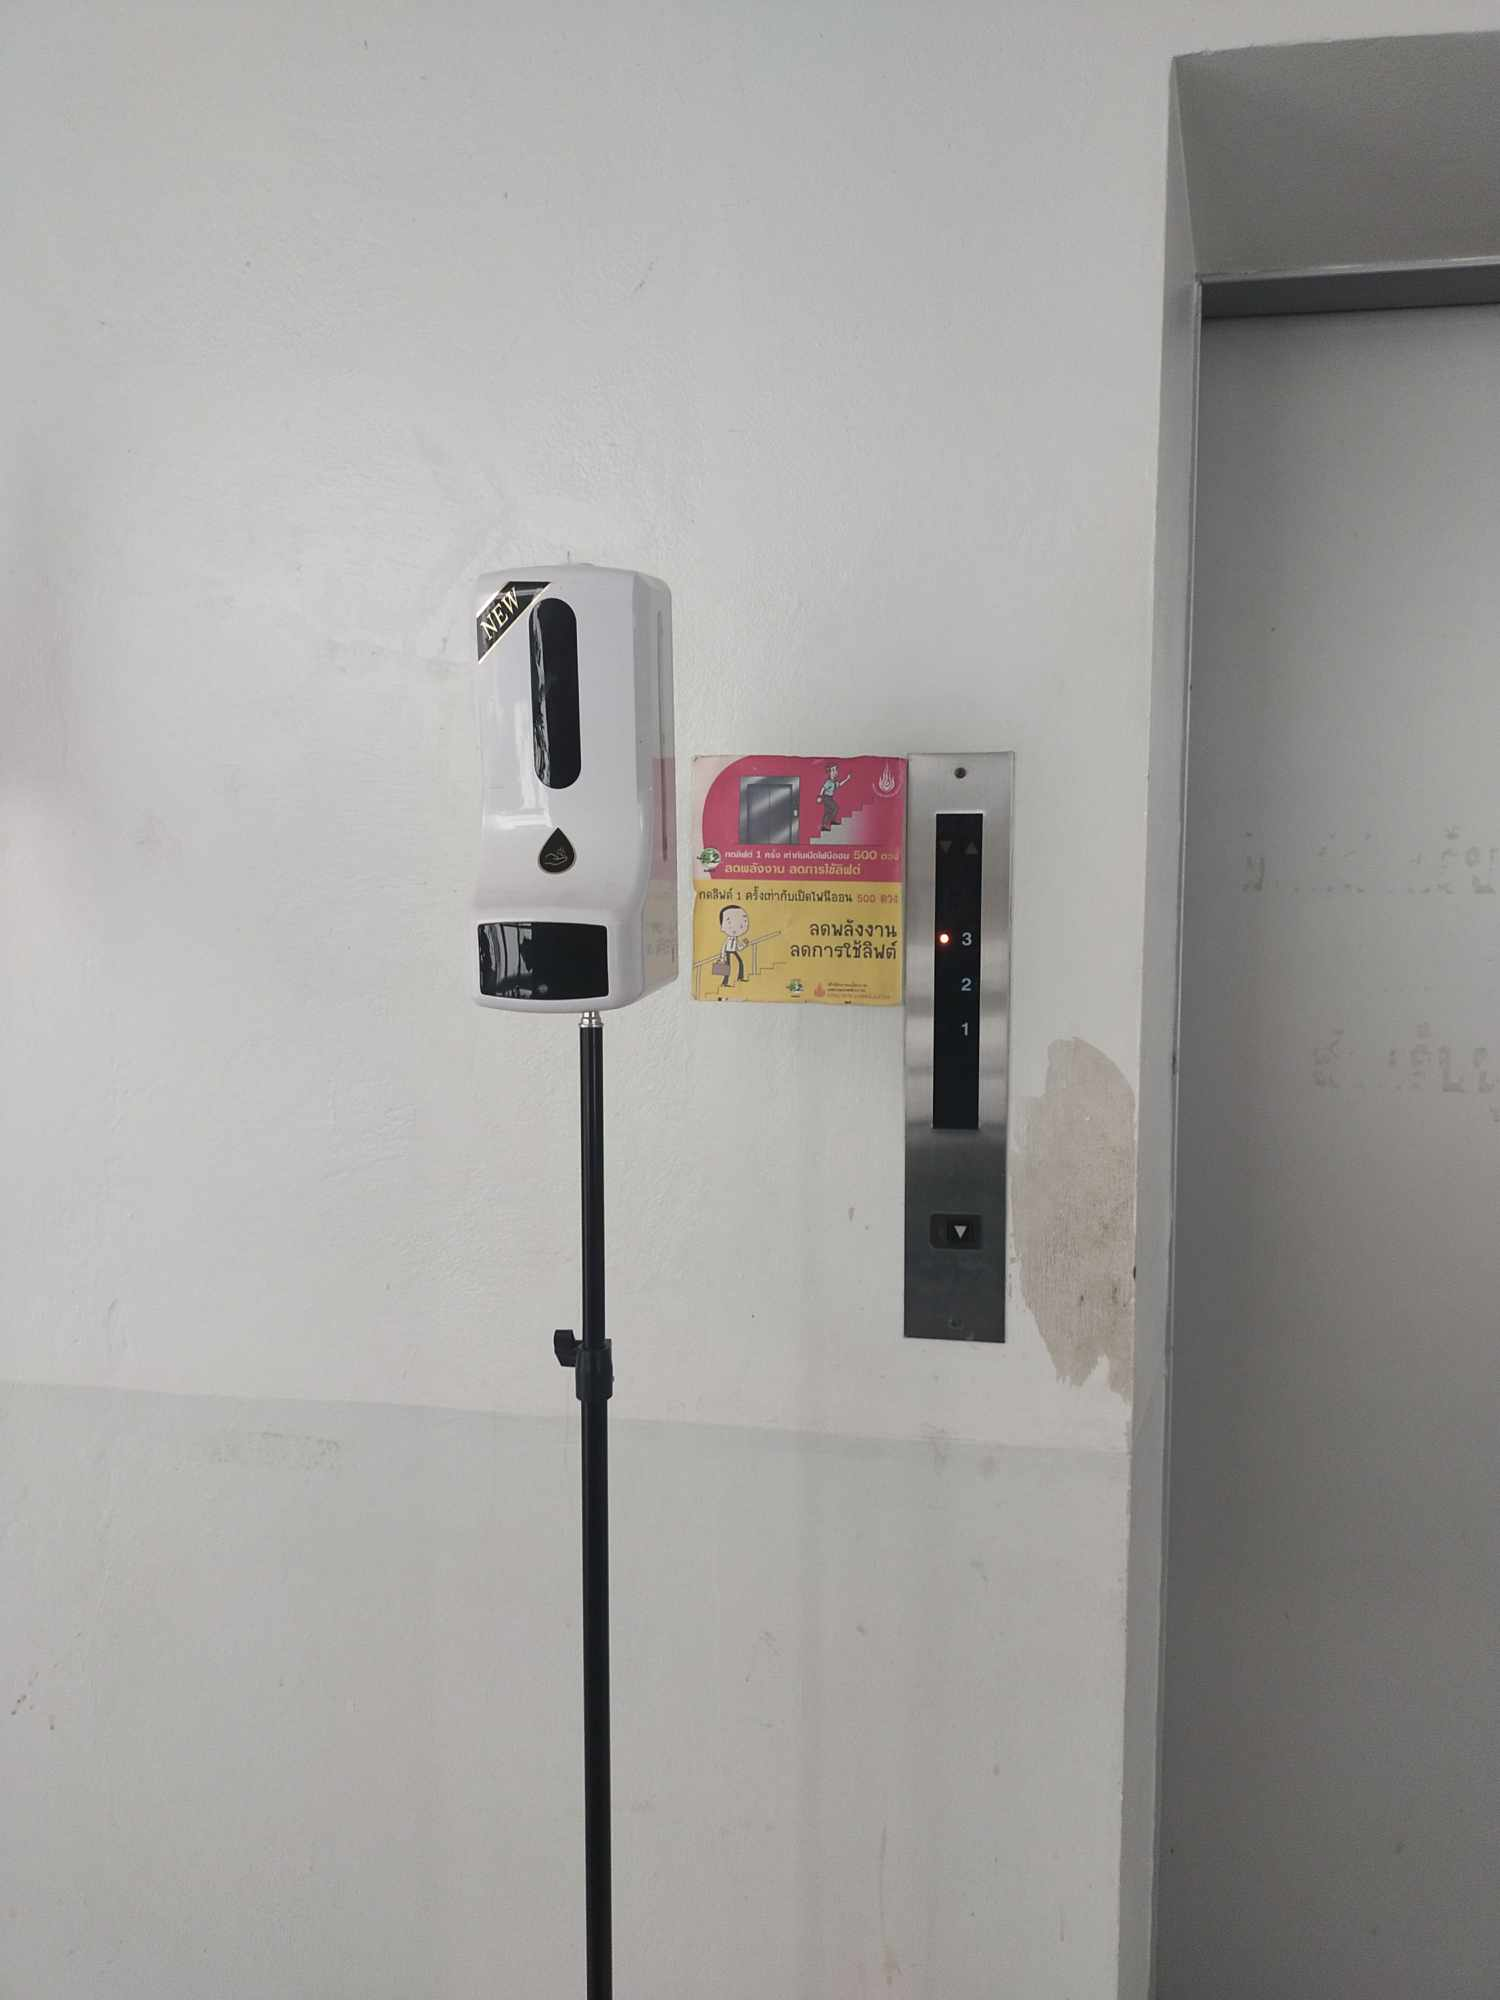 NEW
กดลิฟต์ 1 ครั้ง เท่ากับเปิดไฟนีออน 500 ดวง
ลดพลังงาน ลดการใช้ลิฟต์
กดลิฟต์ 1 ครั้งเท่ากับเปิดไฟนีออน 500 ดวง
ลดพลังงาน
ลดการใช้ลิฟต์
3
2
1